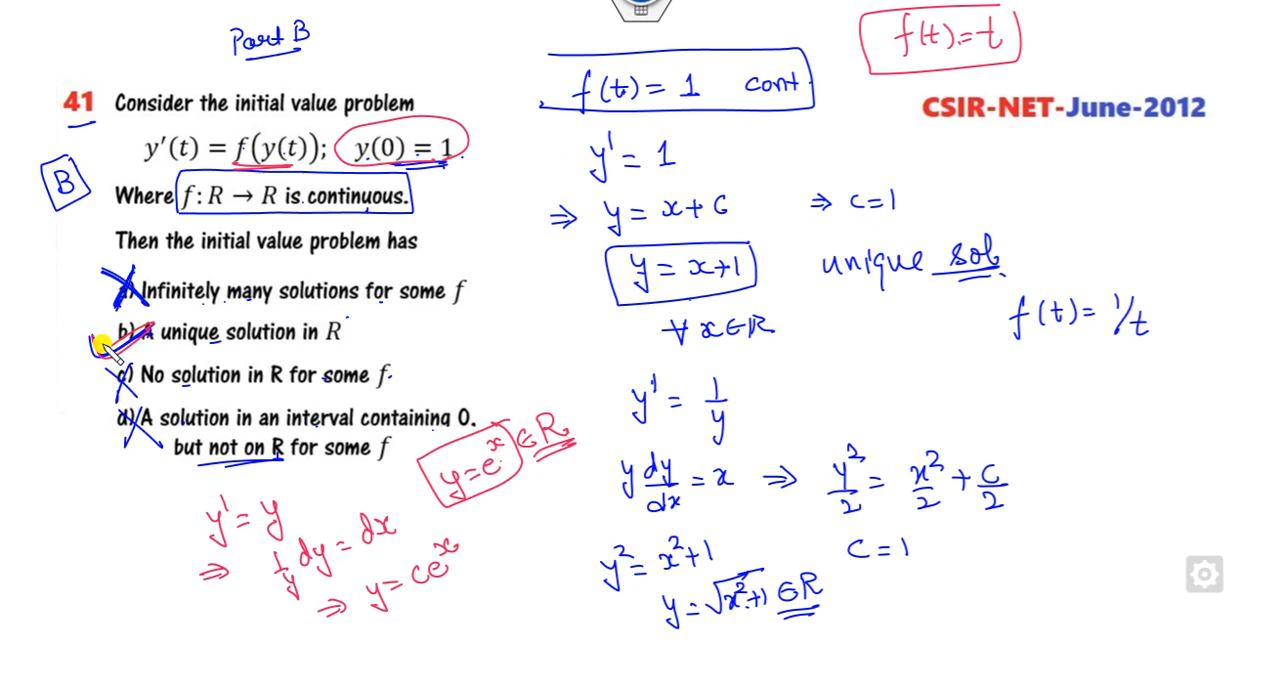 Part B
f(t) = t
f(t) = 1 cont.
41 Consider the initial value problem
CSIR-NET-June-2012
y'(t) = f(y(t)); y(0) = 1
B
Where f: R → R is continuous.
Then the initial value problem has
a) Infinitely many solutions for some f
b) A unique solution in R
c) No solution in R for some f.
d) A solution in an interval containing 0.
but not on R for some f
y' = 1
⇒ y = x + C ⇒ c = 1
y = x+1 unique sol.
∀ x ∈ R
f(t) = 1/t
y' = 1/y
y dy/dx = x ⇒ y²/2 = x²/2 + C/2
y² = x²+1 C = 1
y = √x²+1 ∈ R
y = eˣ ∈ R
y' = y
⇒ 1/y dy = dx
⇒ y = ceˣ